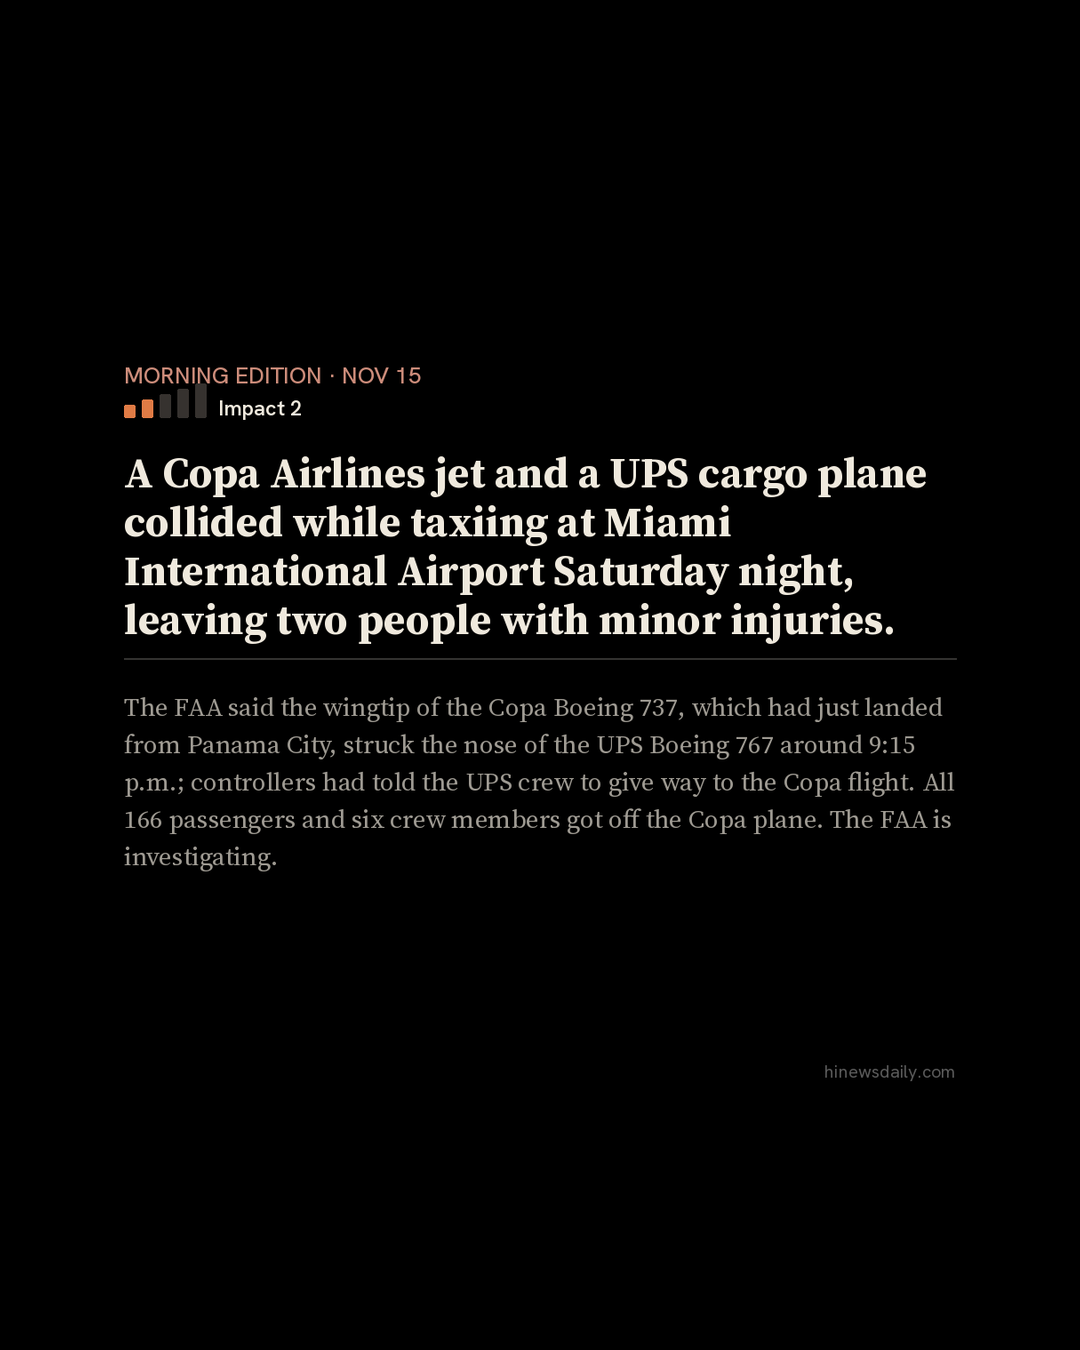 MORNING EDITION · NOV 15
Impact 2
A Copa Airlines jet and a UPS cargo plane
collided while taxiing at Miami
International Airport Saturday night,
leaving two people with minor injuries.
The FAA said the wingtip of the Copa Boeing 737, which had just landed
from Panama City, struck the nose of the UPS Boeing 767 around 9:15
p.m.; controllers had told the UPS crew to give way to the Copa flight. All
166 passengers and six crew members got off the Copa plane. The FAA is
investigating.
hinewsdaily.com